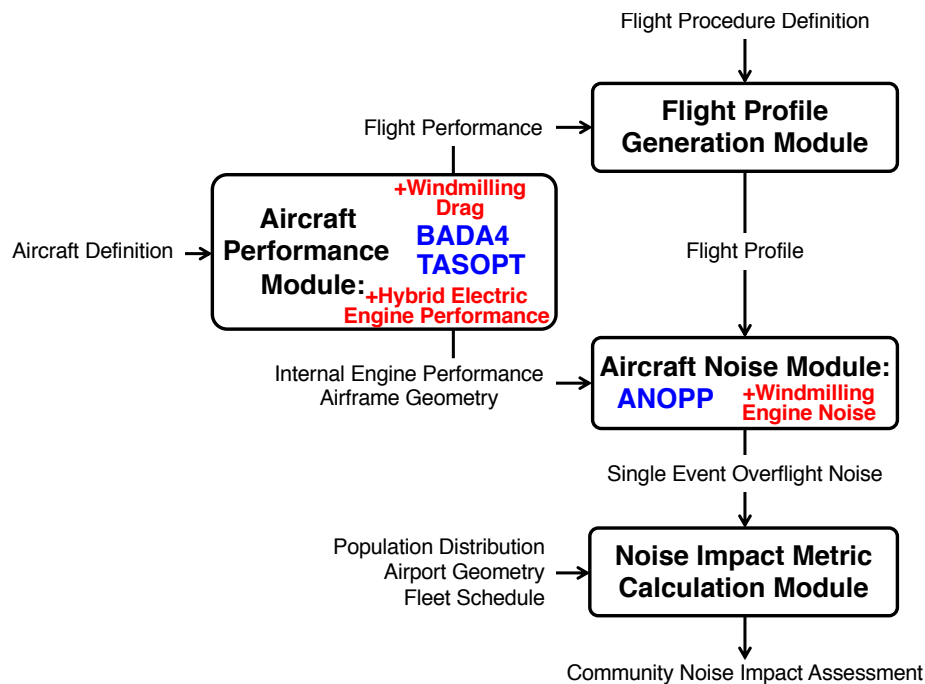 Flight Procedure Definition
Flight Profile
Generation Module
Flight Performance
Aircraft
Performance
Module:
+Windmilling
Drag
BADA4
TASOPT
+Hybrid Electric
Engine Performance
Aircraft Definition
Flight Profile
Internal Engine Performance
Airframe Geometry
Aircraft Noise Module:
ANOPP
+Windmilling
Engine Noise
Single Event Overflight Noise
Population Distribution
Airport Geometry
Fleet Schedule
Noise Impact Metric
Calculation Module
Community Noise Impact Assessment